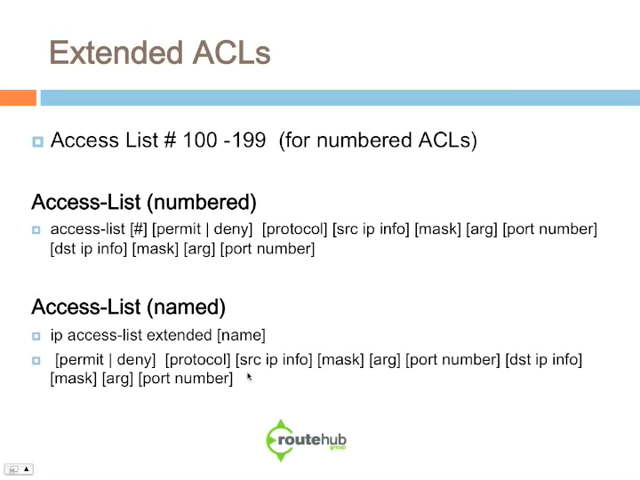 Extended ACLs
Access List # 100 -199 (for numbered ACLs)
Access-List (numbered)
access-list [#] [permit | deny] [protocol] [src ip info] [mask] [arg] [port number]
[dst ip info] [mask] [arg] [port number]
Access-List (named)
ip access-list extended [name]
[permit | deny] [protocol] [src ip info] [mask] [arg] [port number] [dst ip info]
[mask] [arg] [port number]
routehub
group